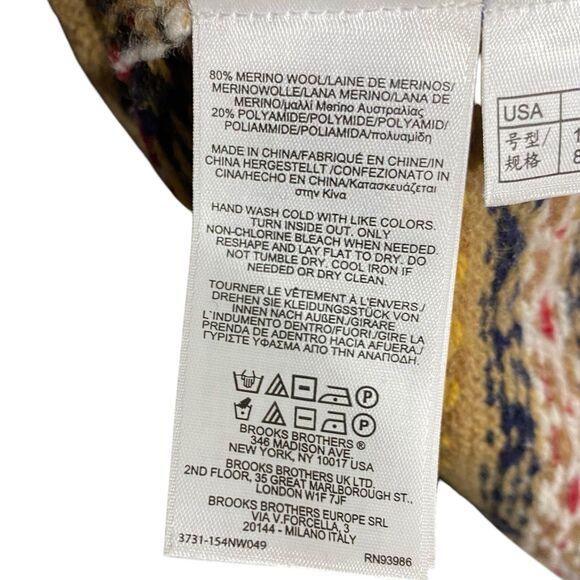 80% MERINO WOOL/LAINE DE MERINOS/
MERINOWOLLE/LANA MERINO/LANA DE
MERINO/μαλλί Μερινο Αυστραλίας
20% POLYAMIDE/POLYAMID/
POLIAMMIDE/POLIAMIDA/πολυαμίδη
MADE IN CHINA/FABRIQUÉ EN CHINE/IN
CHINA HERGESTELLT/CONFEZIONATO IN
CINA/HECHO EN CHINA/Κατασκευάζεται
στην Κίνα
HAND WASH COLD WITH LIKE COLORS.
TURN INSIDE OUT. ONLY
NON-CHLORINE BLEACH WHEN NEEDED.
RESHAPE AND LAY FLAT TO DRY. DO
NOT TUMBLE DRY. COOL IRON IF
NEEDED OR DRY CLEAN.
TOURNER LE VÊTEMENT À L'ENVERS/
DREHEN SIE KLEIDUNGSSTÜCK VON
INNEN NACH AUßEN/GIRARE
L'INDUMENTO DENTRO/FUORI/GIRE LA
PRENDA DE ADENTRO HACIA AFUERA/
ΓΥΡΙΣΤΕ ΥΦΑΣΜΑ ΑΠΟ ΤΗΝ ΑΝΑΠΟΔΗ.
BROOKS BROTHERS ®
346 MADISON AVE.
NEW YORK, NY 10017
BROOKS BROTHERS UK LTD.
2ND FLOOR, 35 GREAT MARLBOROUGH ST.,
LONDON W1F 7JF
BROOKS BROTHERS EUROPE SRL
VIA V.FORCELLA, 3
20144 - MILANO ITALY
3731-154NW049 RN93986
USA
号型/
规格